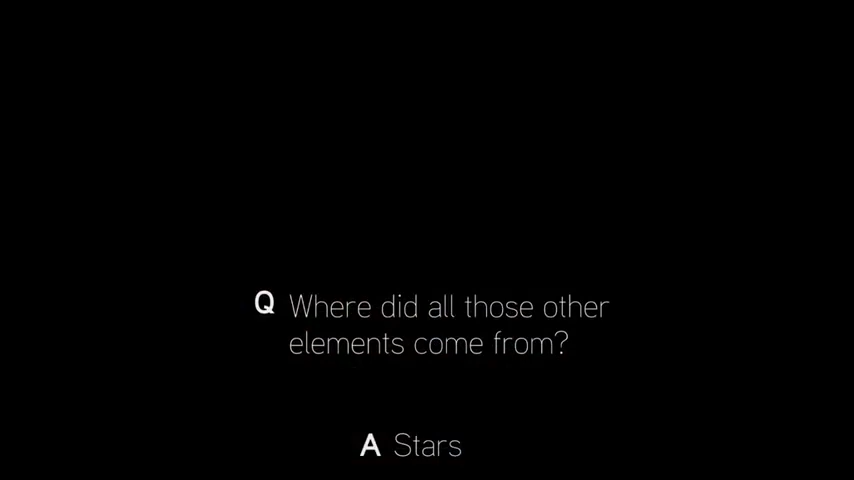 Q Where did all those other
elements come from?
A Stars